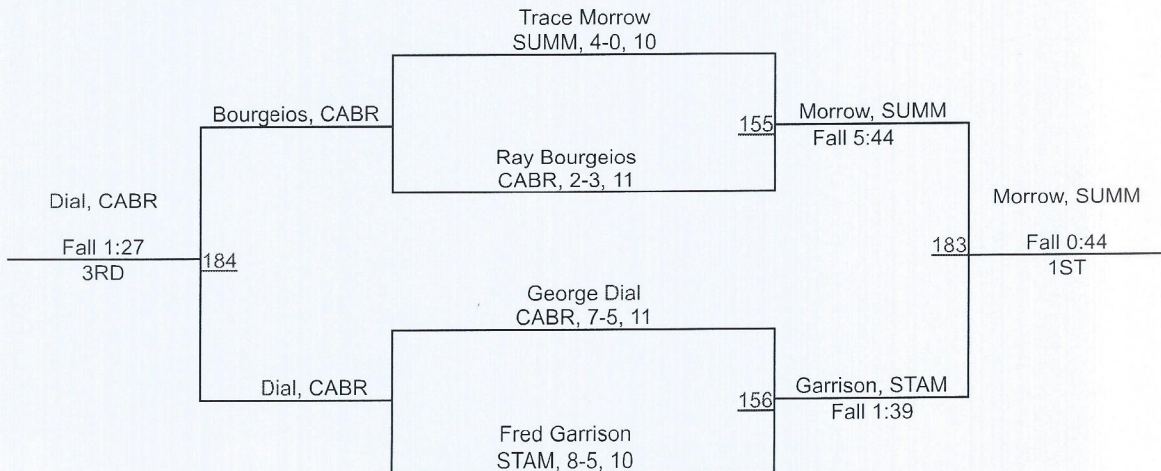 Trace Morrow
SUMM, 4-0, 10
Bourgeios, CABR
155
Morrow, SUMM
Fall 5:44
Ray Bourgeios
CABR, 2-3, 11
Dial, CABR
Fall 1:27
3RD
184
183
Morrow, SUMM
Fall 0:44
1ST
George Dial
CABR, 7-5, 11
Dial, CABR
156
Garrison, STAM
Fall 1:39
Fred Garrison
STAM, 8-5, 10